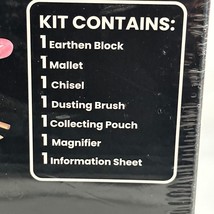 KIT CONTAINS:
1 Earthen Block
1 Mallet
1 Chisel
1 Dusting Brush
1 Collecting Pouch
1 Magnifier
1 Information Sheet